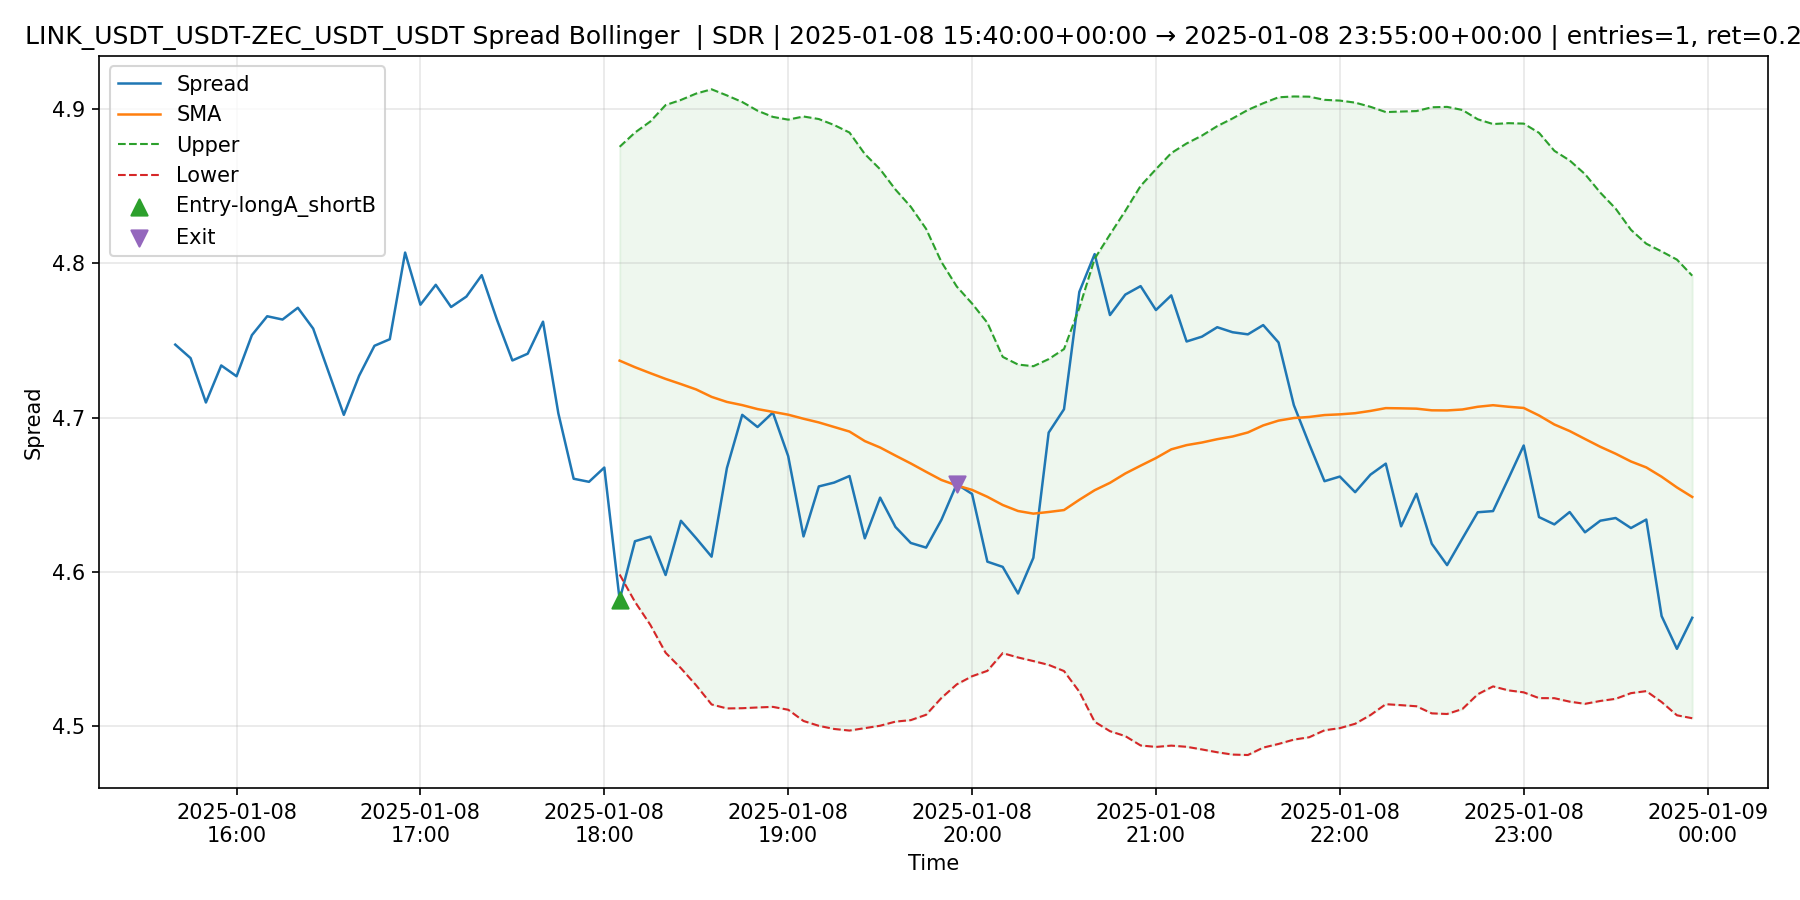 LINK_USDT_USDT-ZEC_USDT_USDT Spread Bollinger | SDR | 2025-01-08 15:40:00+00:00 → 2025-01-08 23:55:00+00:00 | entries=1, ret=0.2
Spread
SMA
Upper
Lower
Entry-longA_shortB
Exit
4.9
4.8
4.7
4.6
4.5
Spread
2025-01-08 2025-01-08 2025-01-08 2025-01-08 2025-01-08 2025-01-08 2025-01-08 2025-01-08 2025-01-09
16:00 17:00 18:00 19:00 20:00 21:00 22:00 23:00 00:00
Time